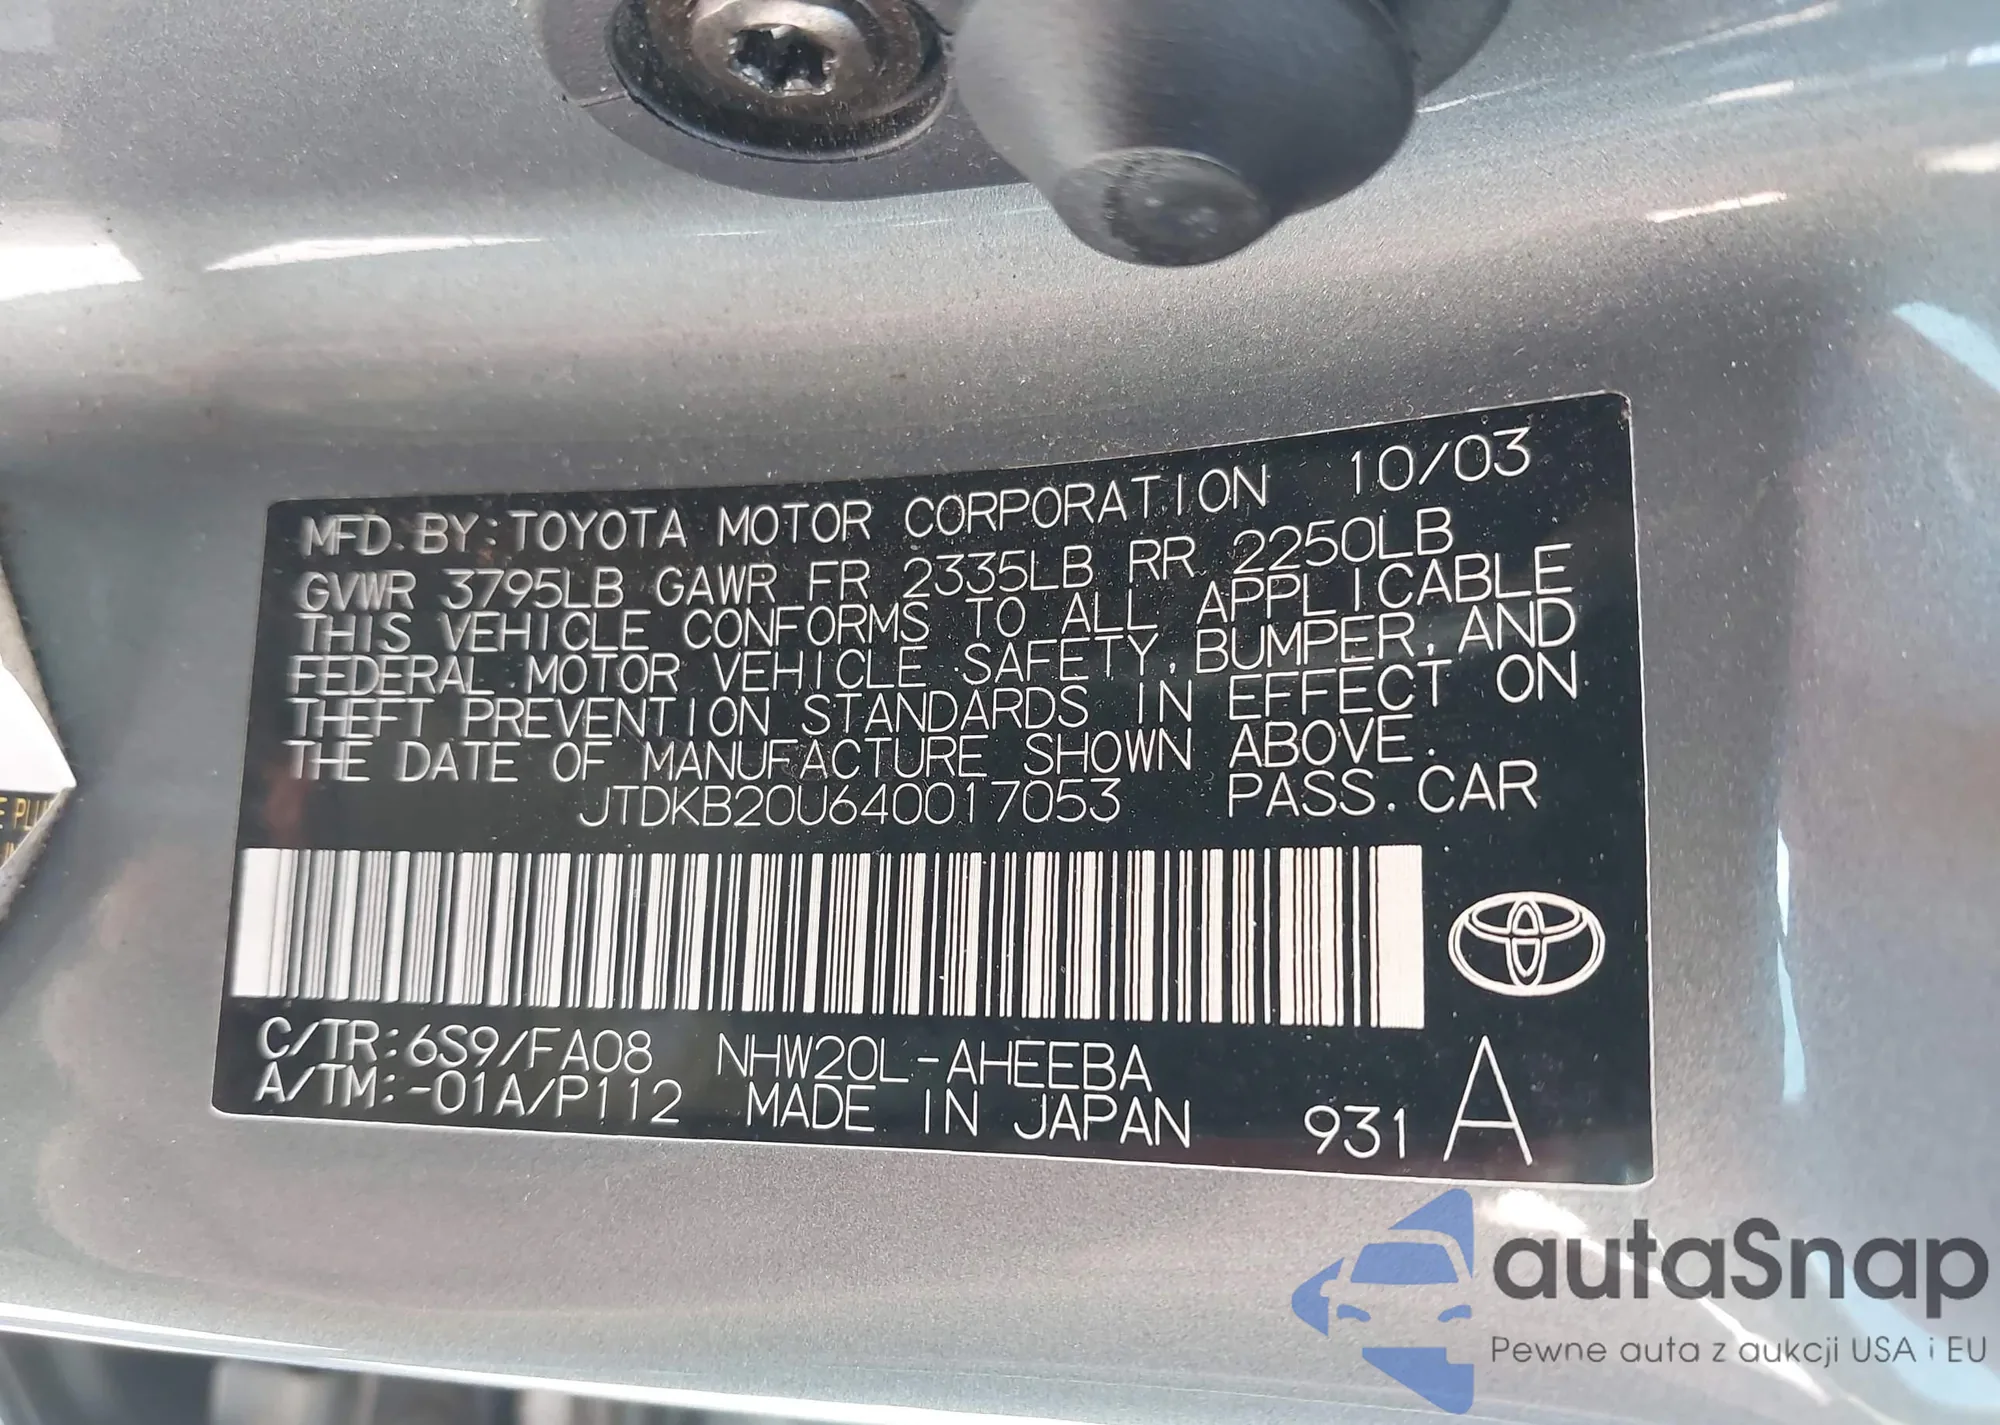 MFD. BY: TOYOTA MOTOR CORPORATION 10/03
GVWR 3795LB GAWR FR 2335LB RR 2250LB
THIS VEHICLE CONFORMS TO ALL APPLICABLE
FEDERAL MOTOR VEHICLE SAFETY, BUMPER, AND
THEFT PREVENTION STANDARDS IN EFFECT ON
THE DATE OF MANUFACTURE SHOWN ABOVE.
JTDKB20U640017053 PASS. CAR
C/TR:6S9/FA08 NHW20L-AHEEBA
A/TM:-01A/P112 MADE IN JAPAN 931 A
autaSnap
Pewne auta z aukcji USA i EU